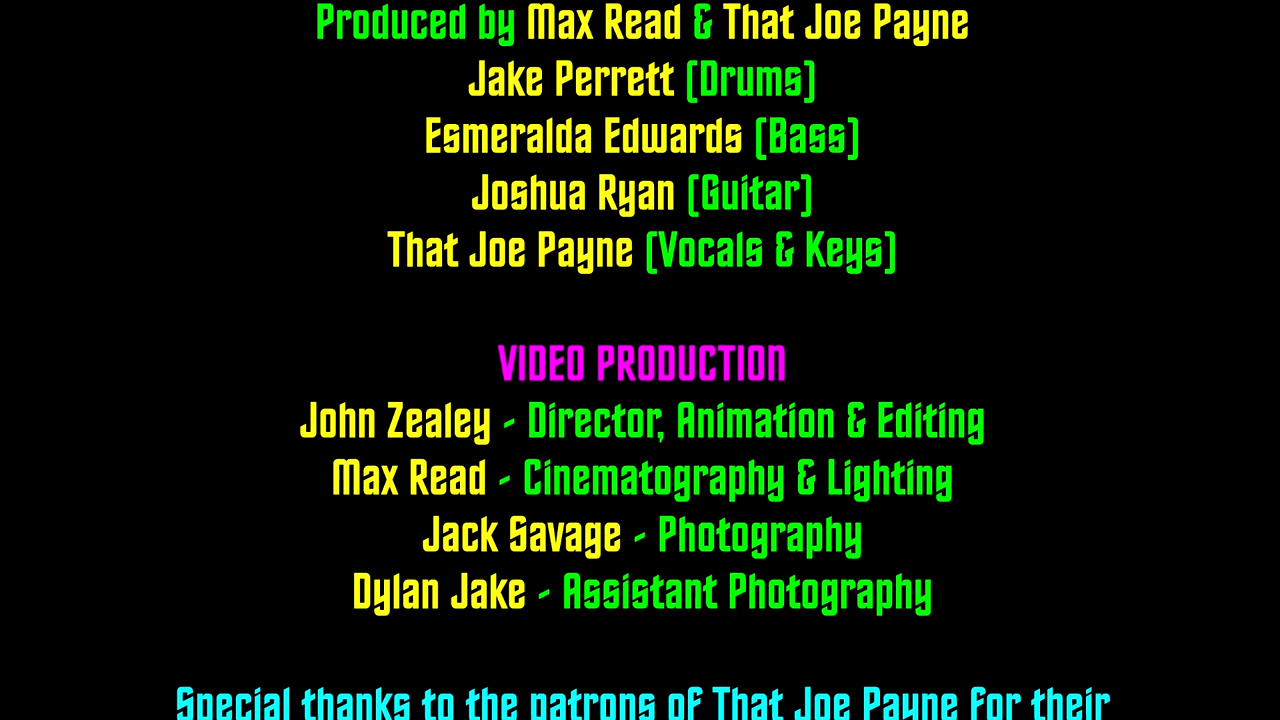 Produced by Max Read & That Joe Payne
Jake Perrett (Drums)
Esmeralda Edwards (Bass)
Joshua Ryan (Guitar)
That Joe Payne (Vocals & Keys)
VIDEO PRODUCTION
John Zealey - Director, Animation & Editing
Max Read - Cinematography & Lighting
Jack Savage - Photography
Dylan Jake - Assistant Photography
Special thanks to the patrons of That Joe Payne for their